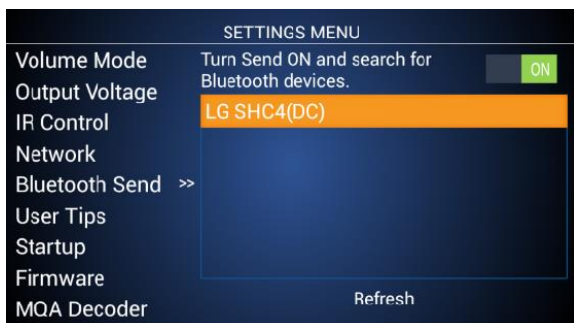 SETTINGS MENU
Volume Mode
Output Voltage
IR Control
Network
Bluetooth Send >>
User Tips
Startup
Firmware
MQA Decoder
Turn Send ON and search for
Bluetooth devices.
ON
LG SHC4(DC)
Refresh